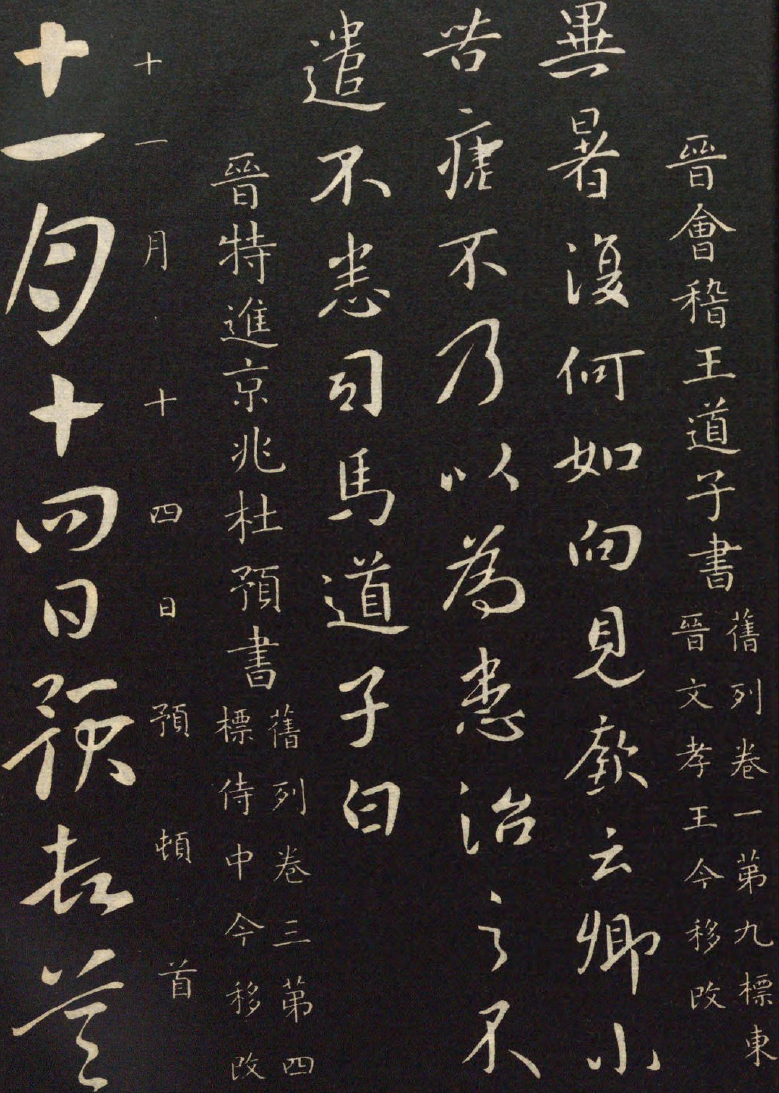 晉會稽王道子書
舊列卷一第九標東
晉文孝王今移改
異暑復何如向見廞云卿小
苦瘧不乃以為患治之不
遣不悉司馬道子白
晉特進京兆杜預書
舊列卷三第四
標侍中今移改
十一月十四日預頓首
十一月十四日預頓首